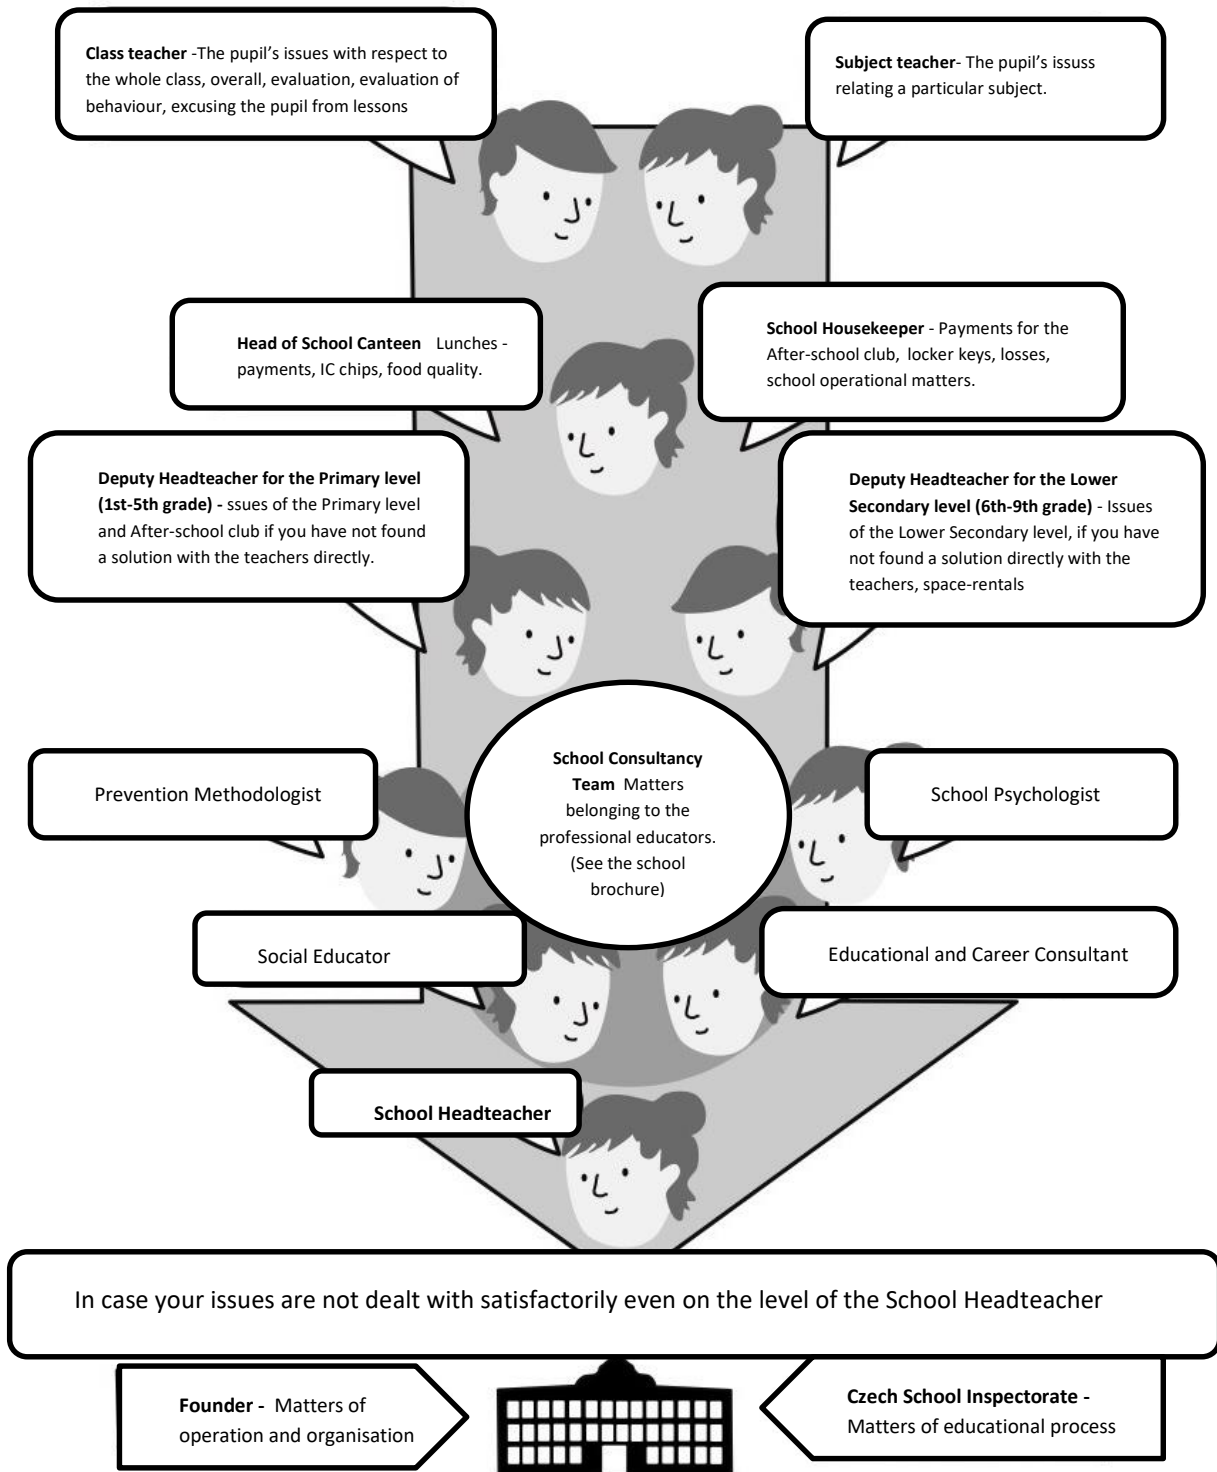 Class teacher -The pupil's issues with respect to
the whole class, overall, evaluation, evaluation of
behaviour, excusing the pupil from lessons
Subject teacher- The pupil's issuss
relating a particular subject.
Head of School Canteen Lunches -
payments, IC chips, food quality.
School Housekeeper - Payments for the
After-school club, locker keys, losses,
school operational matters.
Deputy Headteacher for the Primary level
(1st-5th grade) - ssues of the Primary level
and After-school club if you have not found
a solution with the teachers directly.
Deputy Headteacher for the Lower
Secondary level (6th-9th grade) - Issues
of the Lower Secondary level, if you have
not found a solution directly with the
teachers, space-rentals
School Consultancy
Team Matters
belonging to the
professional educators.
(See the school
brochure)
Prevention Methodologist
School Psychologist
Social Educator
Educational and Career Consultant
School Headteacher
In case your issues are not dealt with satisfactorily even on the level of the School Headteacher
Founder - Matters of
operation and organisation
Czech School Inspectorate -
Matters of educational process